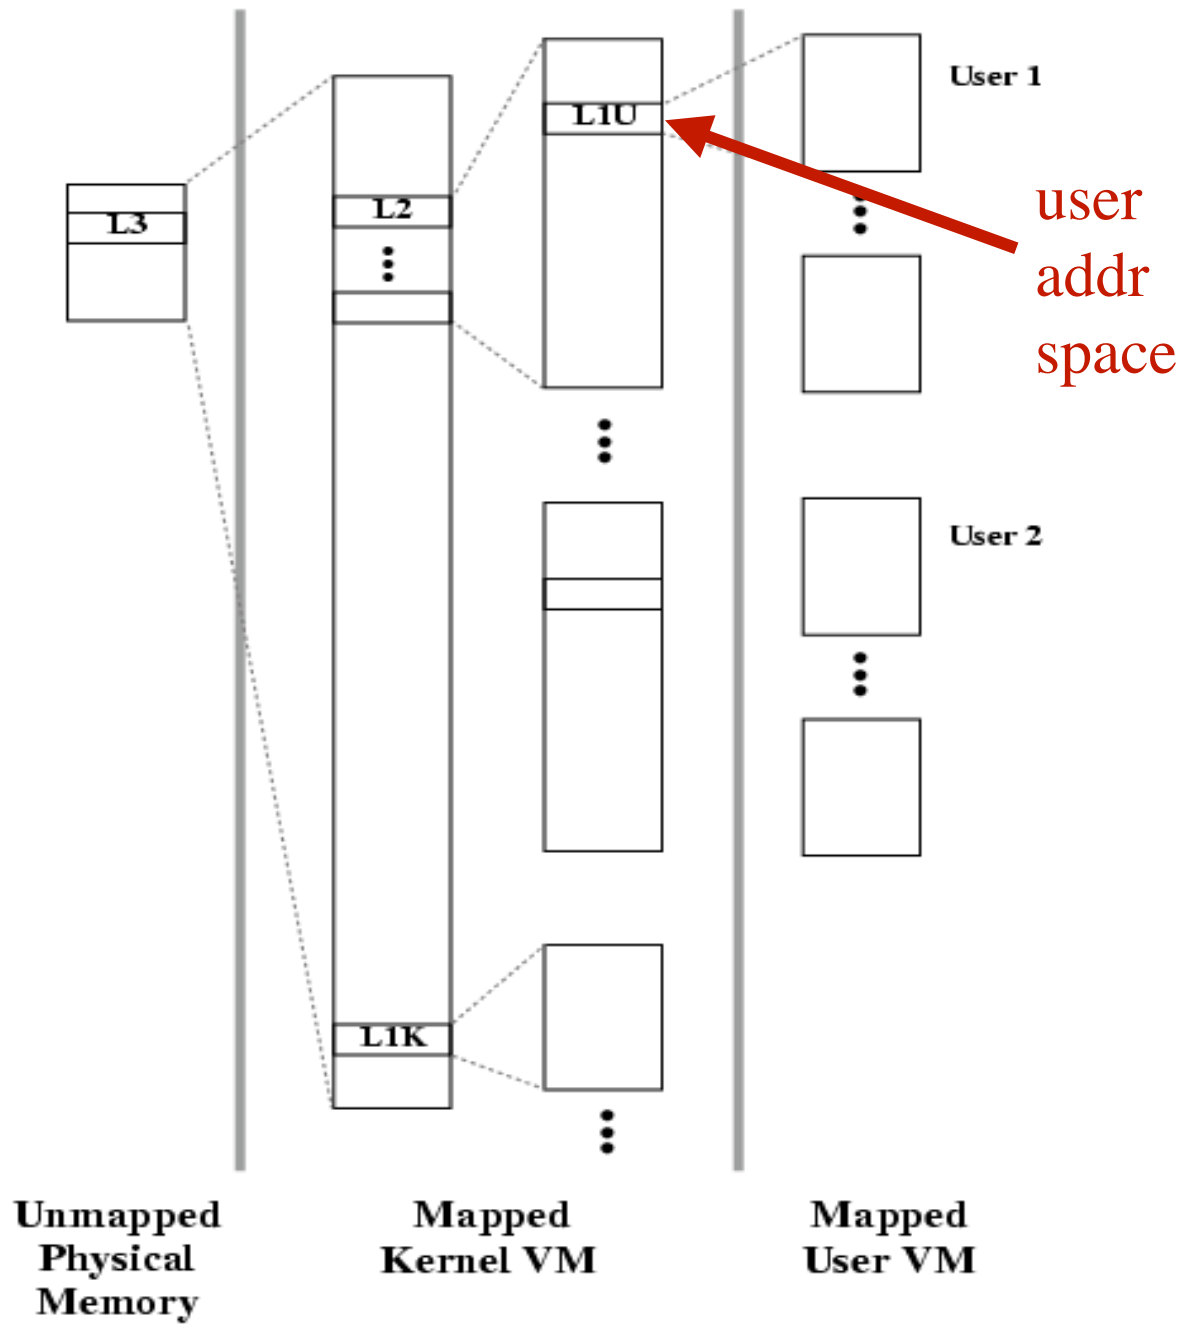 User 1
L1U
user
addr
space
L2
L3
User 2
L1K
Unmapped
Physical
Memory
Mapped
Kernel VM
Mapped
User VM